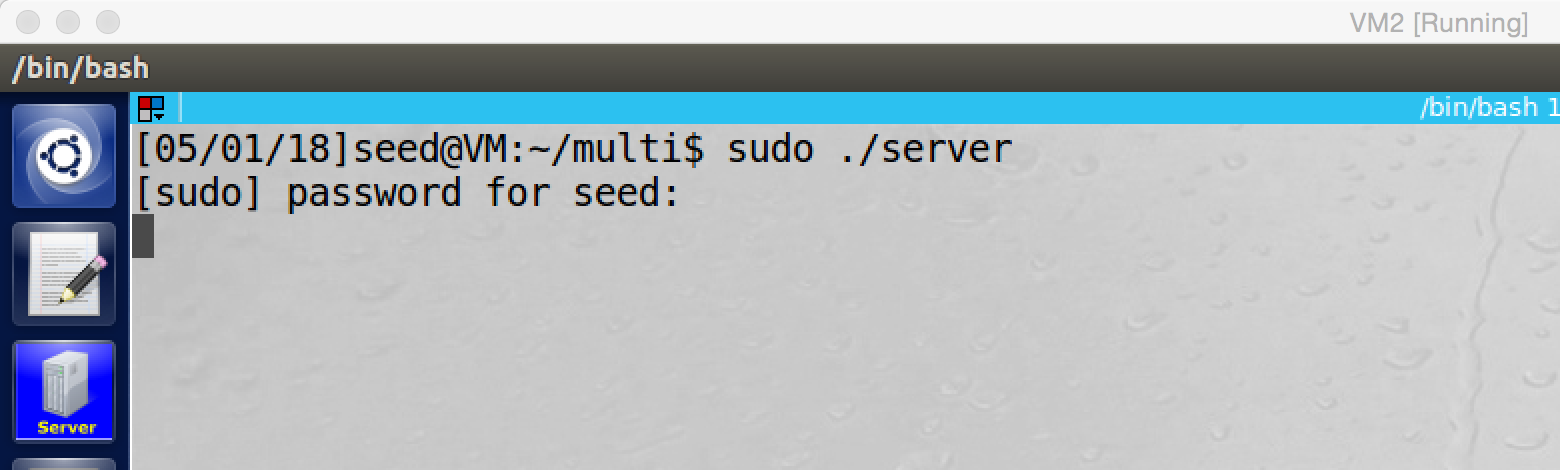 VM2 [Running]
/bin/bash
/bin/bash 1
[05/01/18]seed@VM:~/multi$ sudo ./server
[sudo] password for seed:
Server